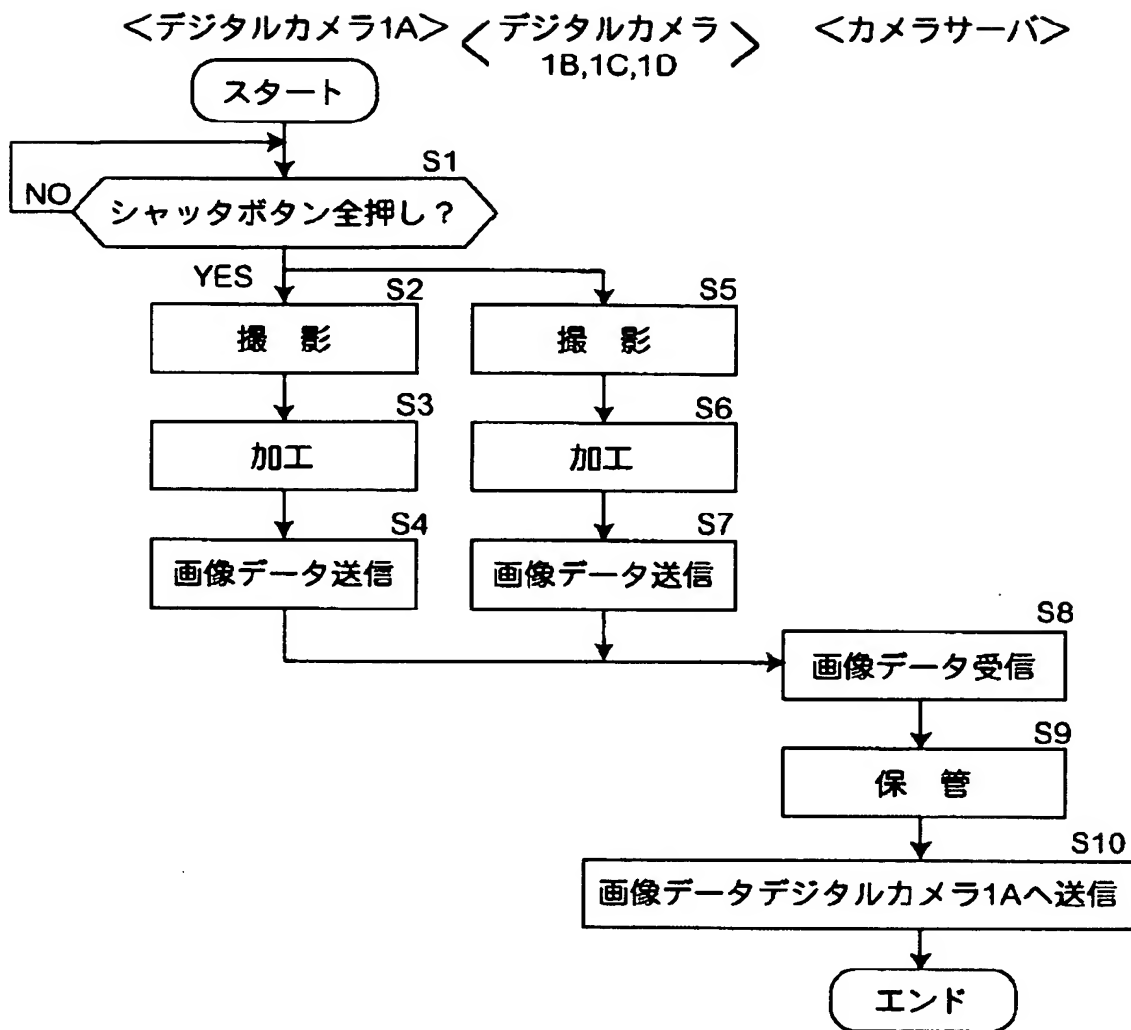 <デジタルカメラ1A>
<デジタルカメラ
1B,1C,1D>
<カメラサーバ>
スタート
S1
NO
シャッタボタン全押し?
YES
S2
撮 影
S5
撮 影
S3
加工
S6
加工
S4
画像データ送信
S7
画像データ送信
S8
画像データ受信
S9
保 管
S10
画像データデジタルカメラ1Aへ送信
エンド